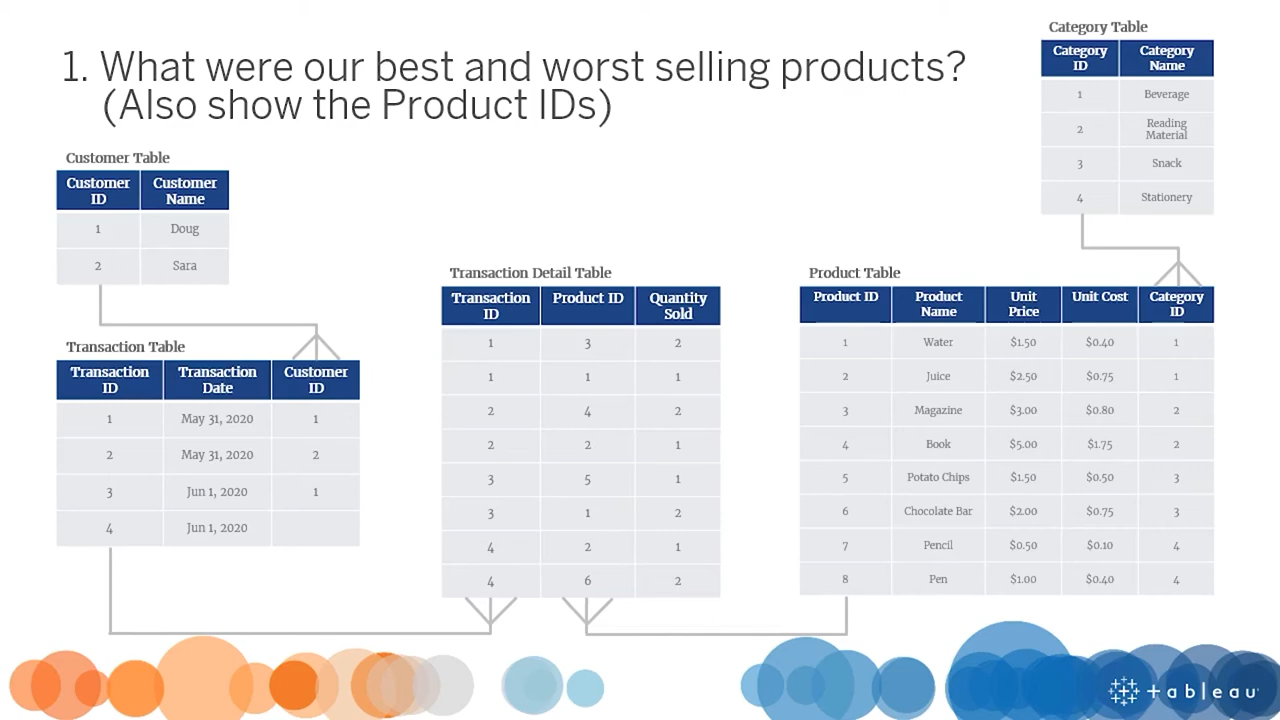 1. What were our best and worst selling products?
(Also show the Product IDs)
Category Table
Category ID Category Name
1 Beverage
2 Reading Material
3 Snack
4 Stationery
Customer Table
Customer ID Customer Name
1 Doug
2 Sara
Transaction Table
Transaction ID Transaction Date Customer ID
1 May 31, 2020 1
2 May 31, 2020 2
3 Jun 1, 2020 1
4 Jun 1, 2020
Transaction Detail Table
Transaction ID Product ID Quantity Sold
1 3 2
1 1 1
2 4 2
2 2 1
3 5 1
3 1 2
4 2 1
4 6 2
Product Table
Product ID Product Name Unit Price Unit Cost Category ID
1 Water $1.50 $0.40 1
2 Juice $2.50 $0.75 1
3 Magazine $3.00 $0.80 2
4 Book $5.00 $1.75 2
5 Potato Chips $1.50 $0.50 3
6 Chocolate Bar $2.00 $0.75 3
7 Pencil $0.50 $0.10 4
8 Pen $1.00 $0.40 4
tableau